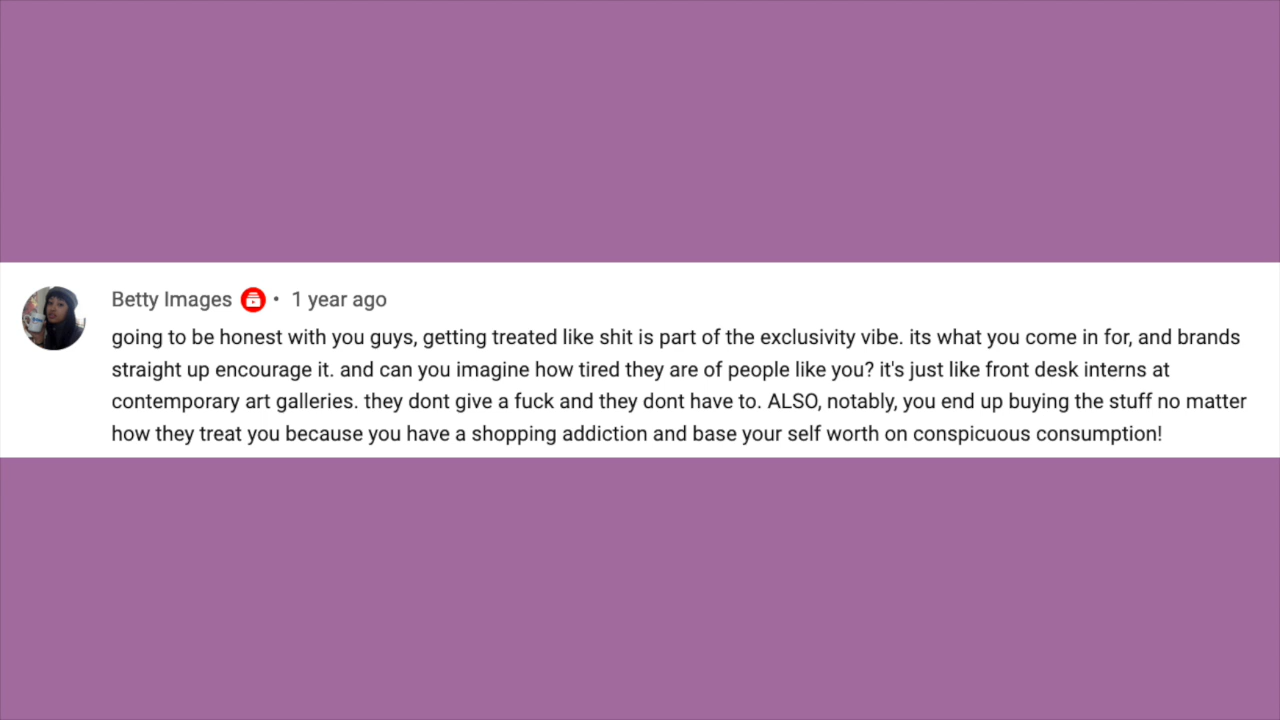 Betty Images • 1 year ago
going to be honest with you guys, getting treated like shit is part of the exclusivity vibe. its what you come in for, and brands
straight up encourage it. and can you imagine how tired they are of people like you? it's just like front desk interns at
contemporary art galleries. they dont give a fuck and they dont have to. ALSO, notably, you end up buying the stuff no matter
how they treat you because you have a shopping addiction and base your self worth on conspicuous consumption!